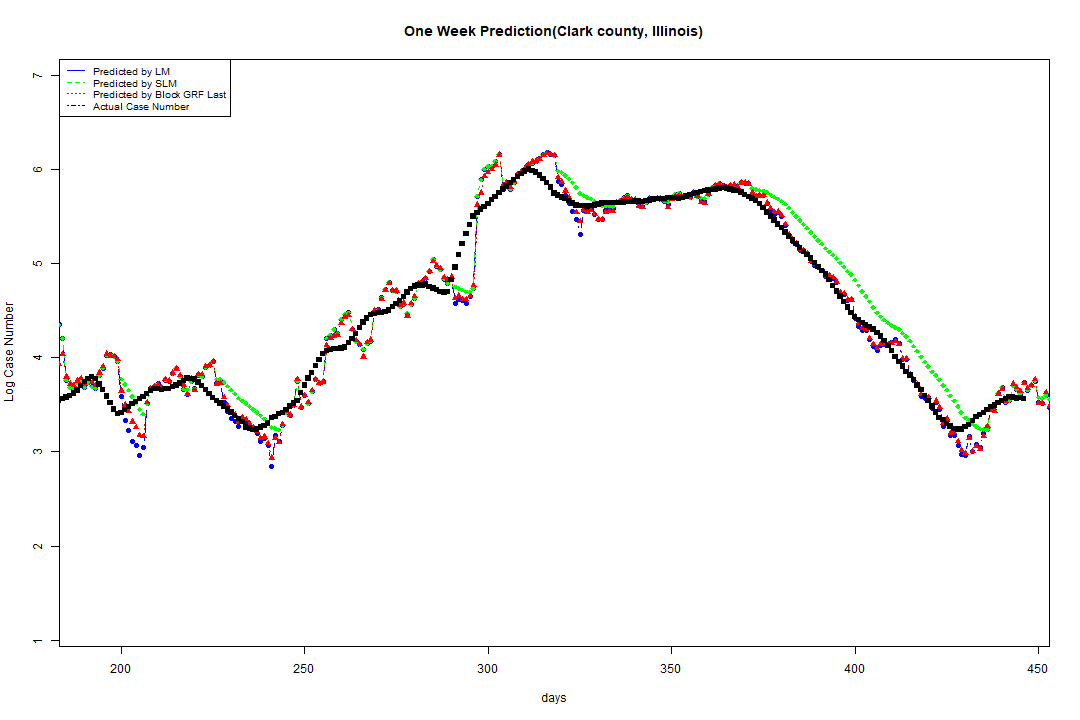 One Week Prediction(Clark county, Illinois)
Predicted by LM
Predicted by SLM
Predicted by Block GRF Last
Actual Case Number
7
6
5
4
3
2
1
Log Case Number
200 250 300 350 400 450
days